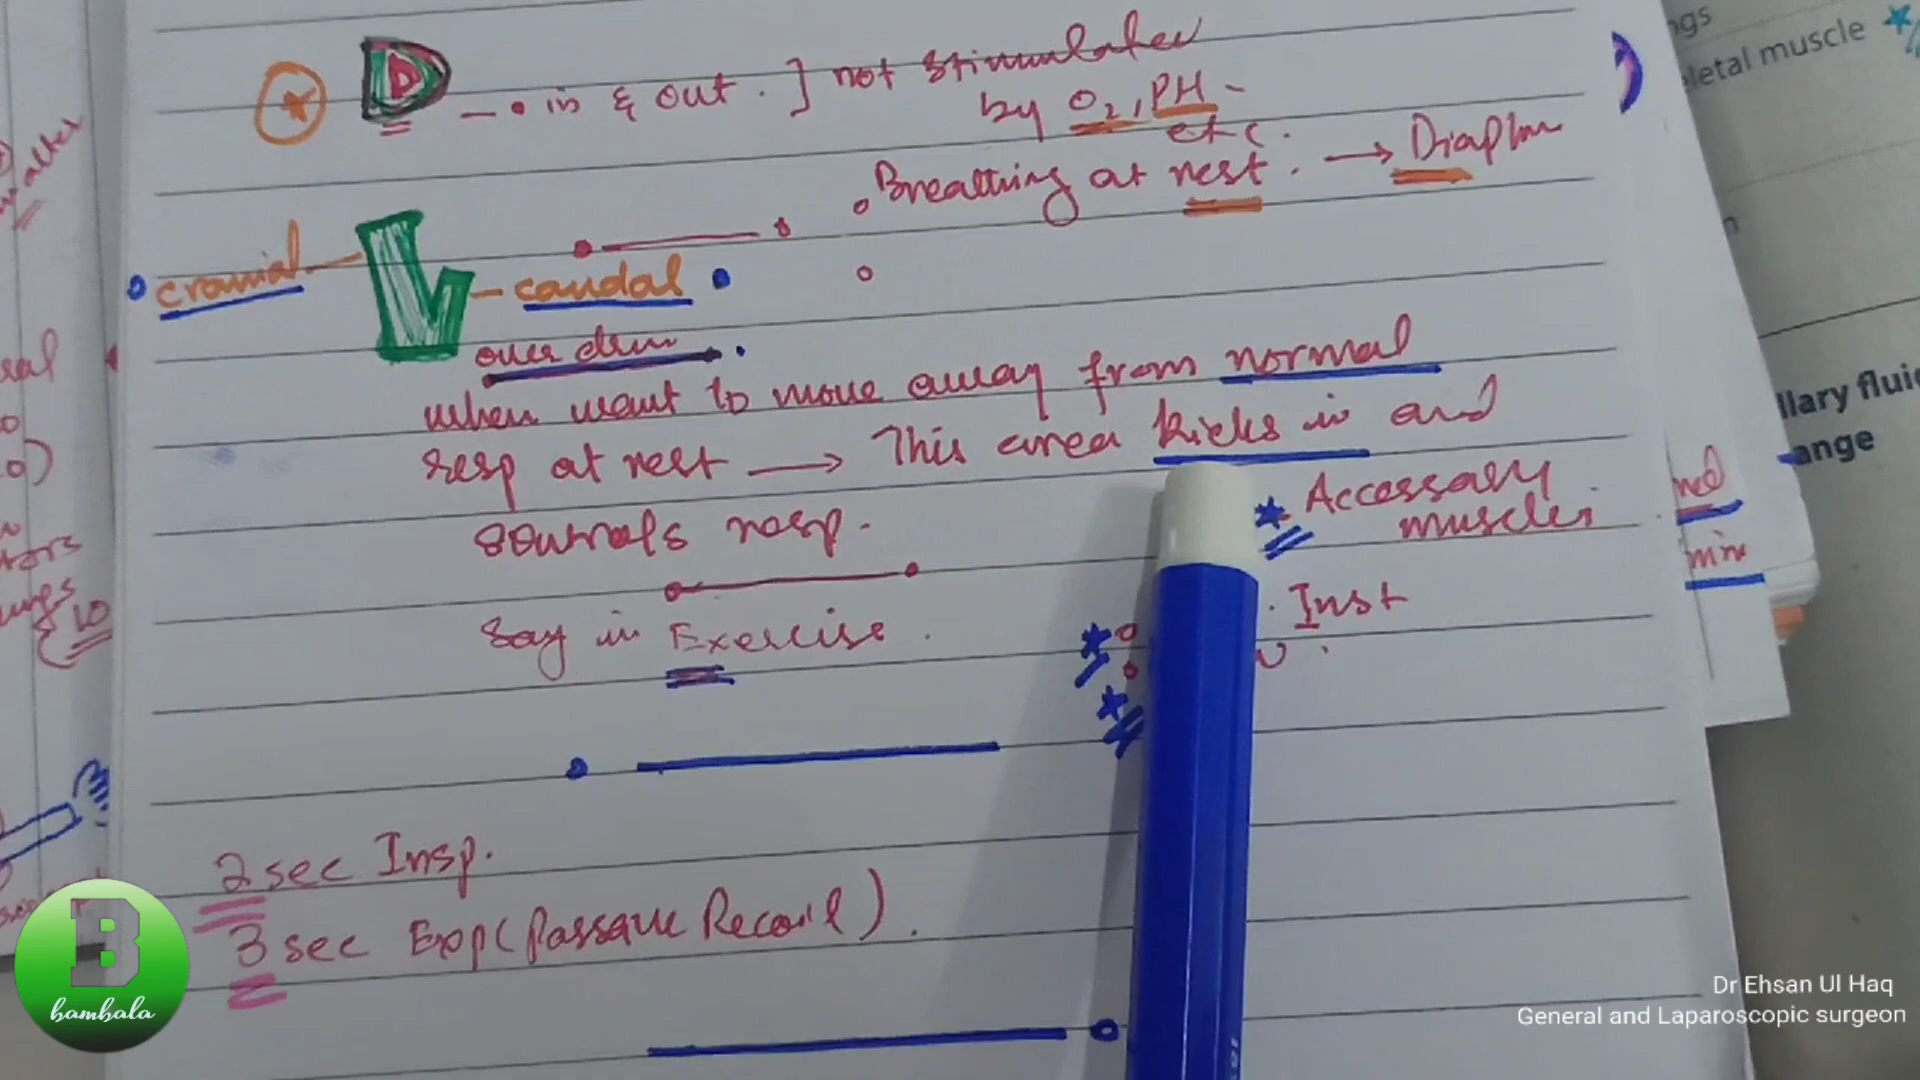 D - • in & out . ] not stimulated
by O2, PH -
etc.
• Breathing at rest. → Diaphm
cranial
caudal
over drm
when want to move away from normal
resp at rest → This area kicks in and
controls resp.
Accessary
muscles.
Say in Exercise.
Inst
2 sec Insp.
3 sec Exp (Passave Recoil).
eletal muscle
llary fluid
ange
B
bambala
Dr Ehsan Ul Haq
General and Laparoscopic surgeon